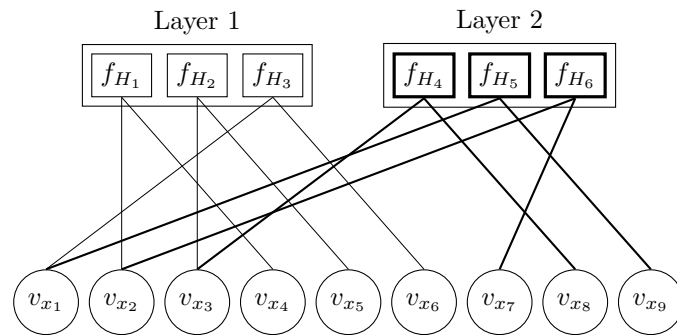 Layer 1 Layer 2
f_{H_1} f_{H_2} f_{H_3} f_{H_4} f_{H_5} f_{H_6}
v_{x_1} v_{x_2} v_{x_3} v_{x_4} v_{x_5} v_{x_6} v_{x_7} v_{x_8} v_{x_9}